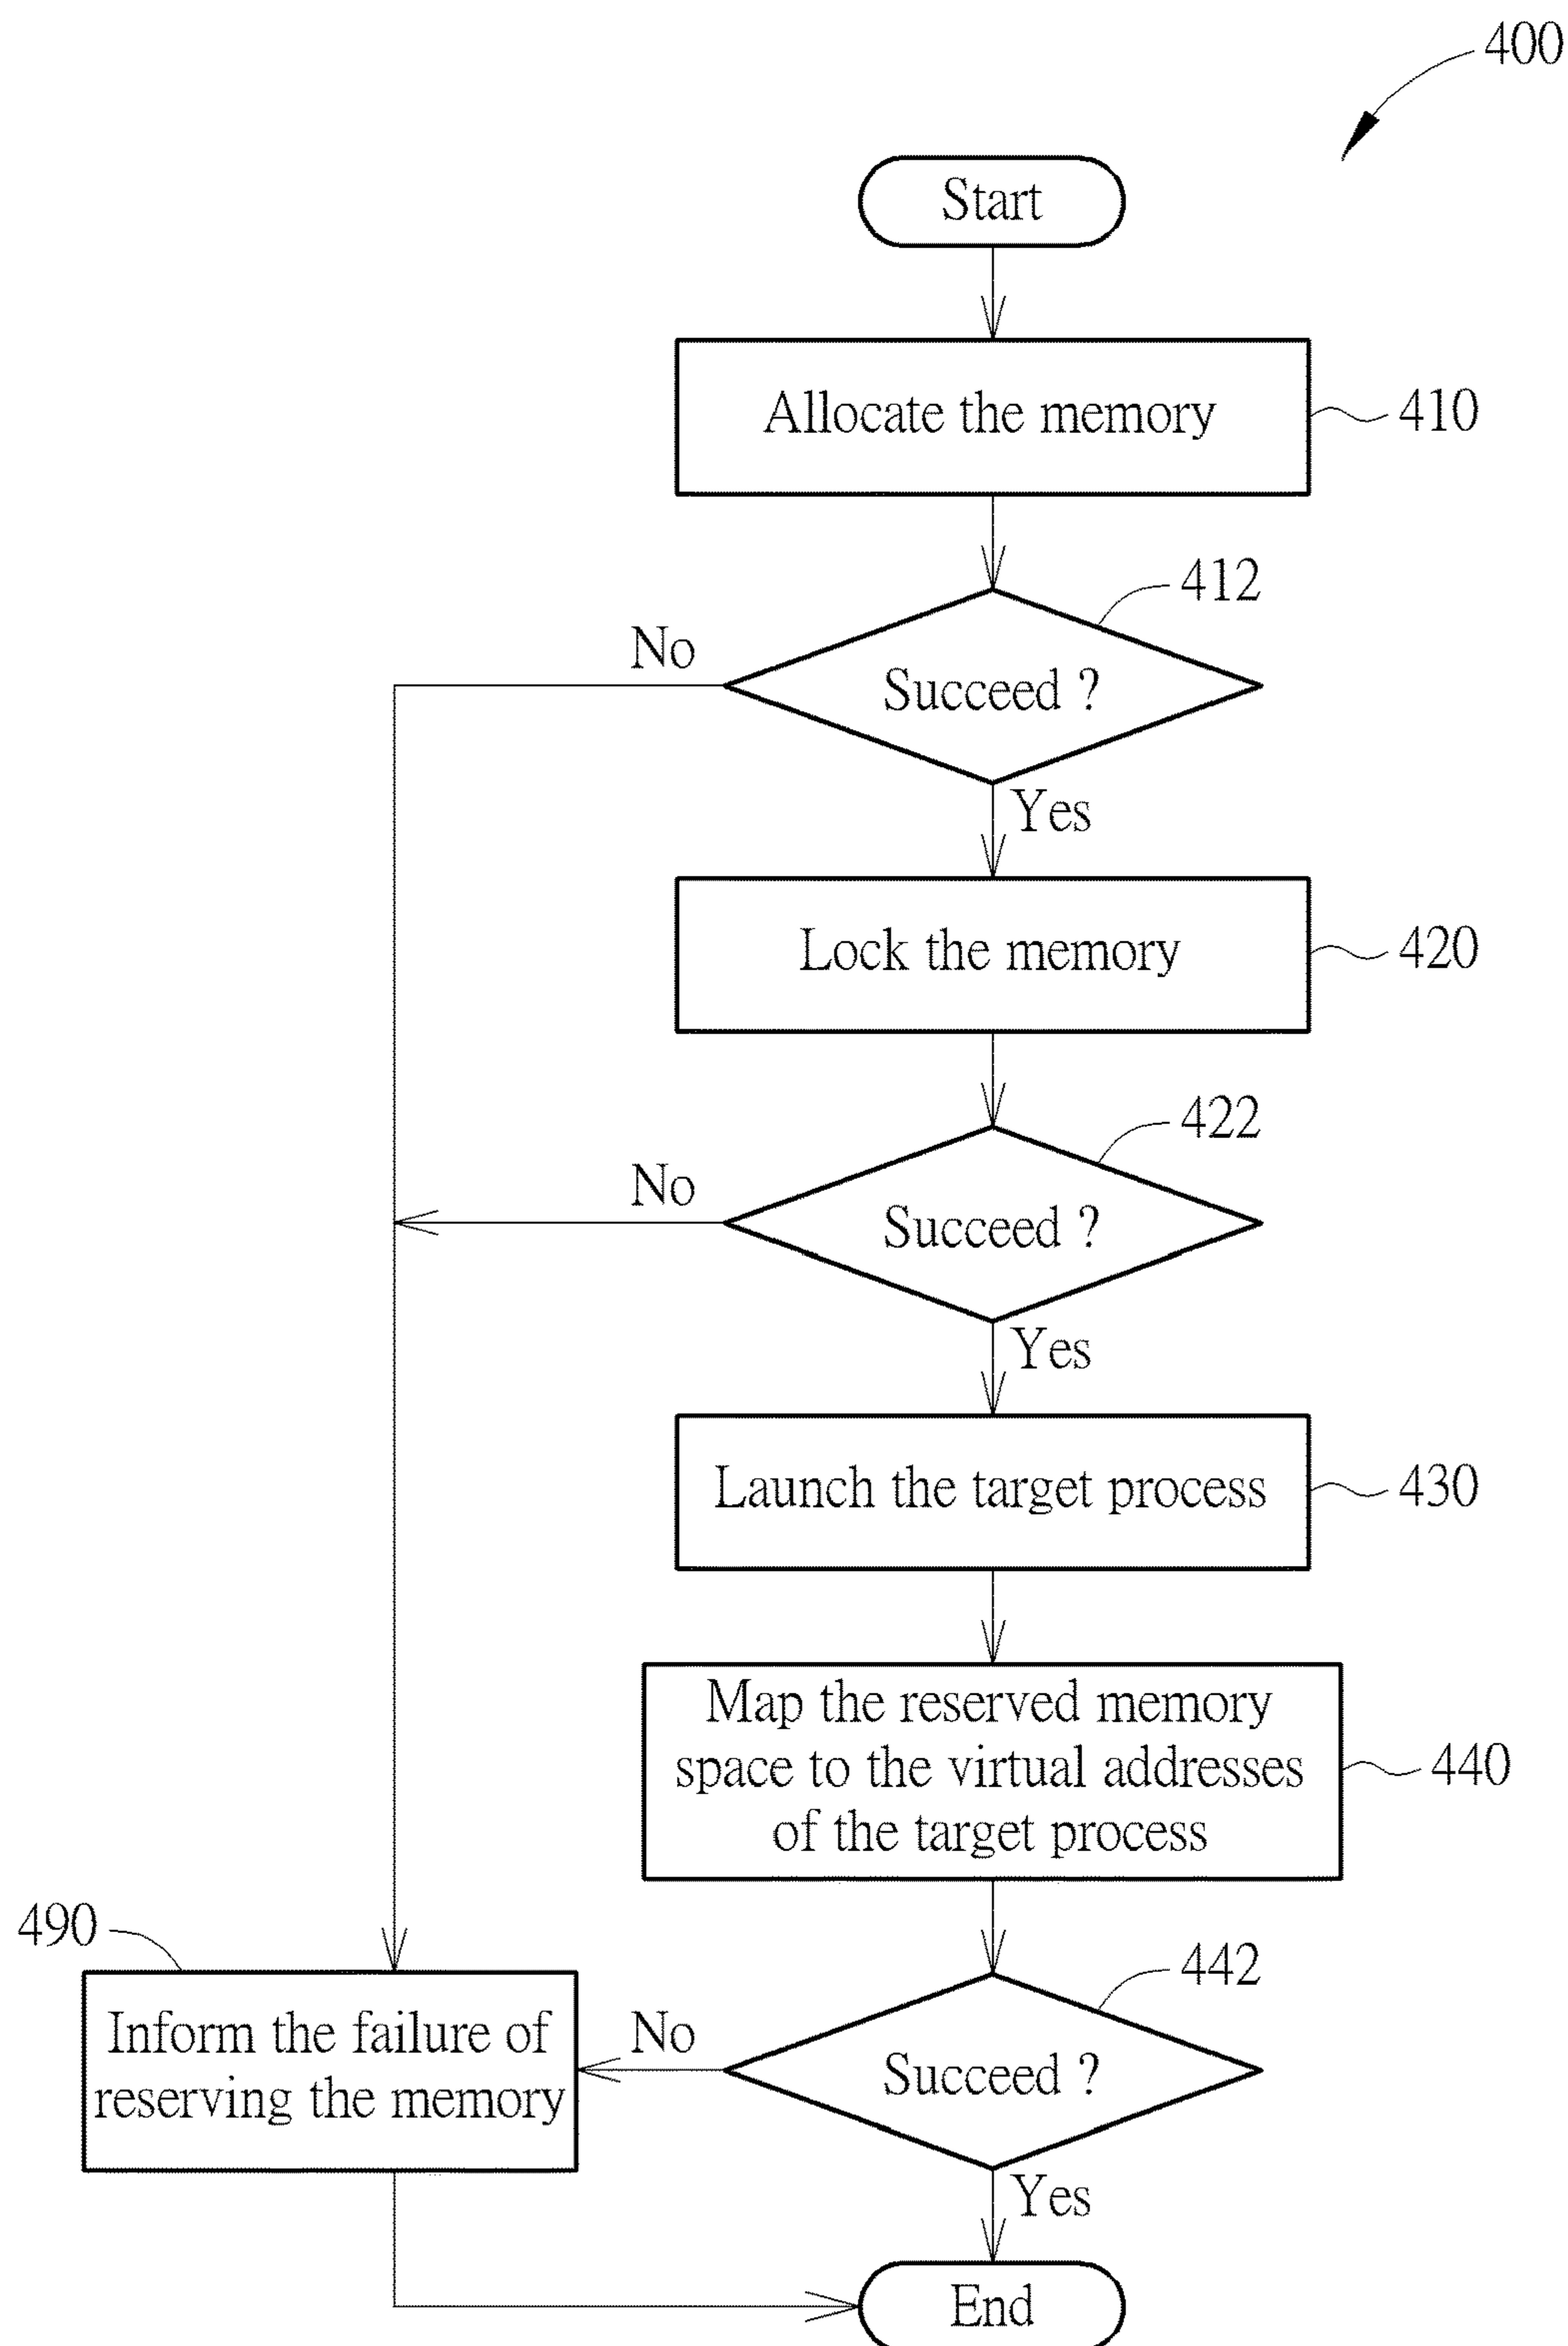 400
Start
Allocate the memory
410
412
No
Succeed ?
Yes
Lock the memory
420
422
No
Succeed ?
Yes
Launch the target process
430
Map the reserved memory
space to the virtual addresses
of the target process
440
490
442
Inform the failure of
reserving the memory
No
Succeed ?
Yes
End